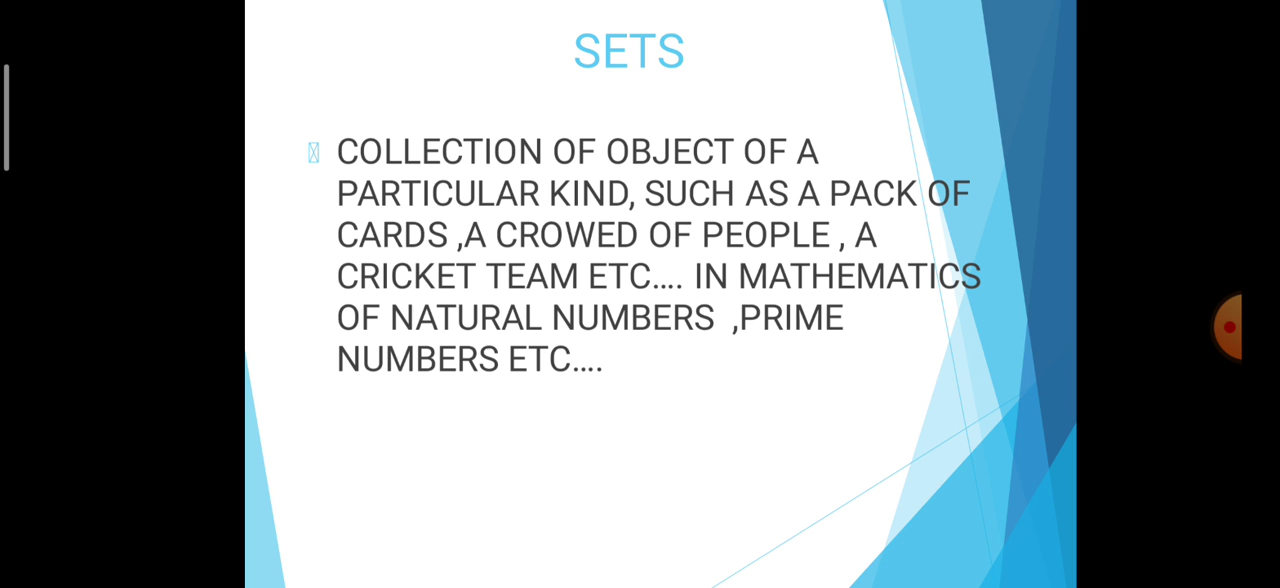 SETS
COLLECTION OF OBJECT OF A
PARTICULAR KIND, SUCH AS A PACK OF
CARDS ,A CROWED OF PEOPLE , A
CRICKET TEAM ETC.... IN MATHEMATICS
OF NATURAL NUMBERS  ,PRIME
NUMBERS ETC....